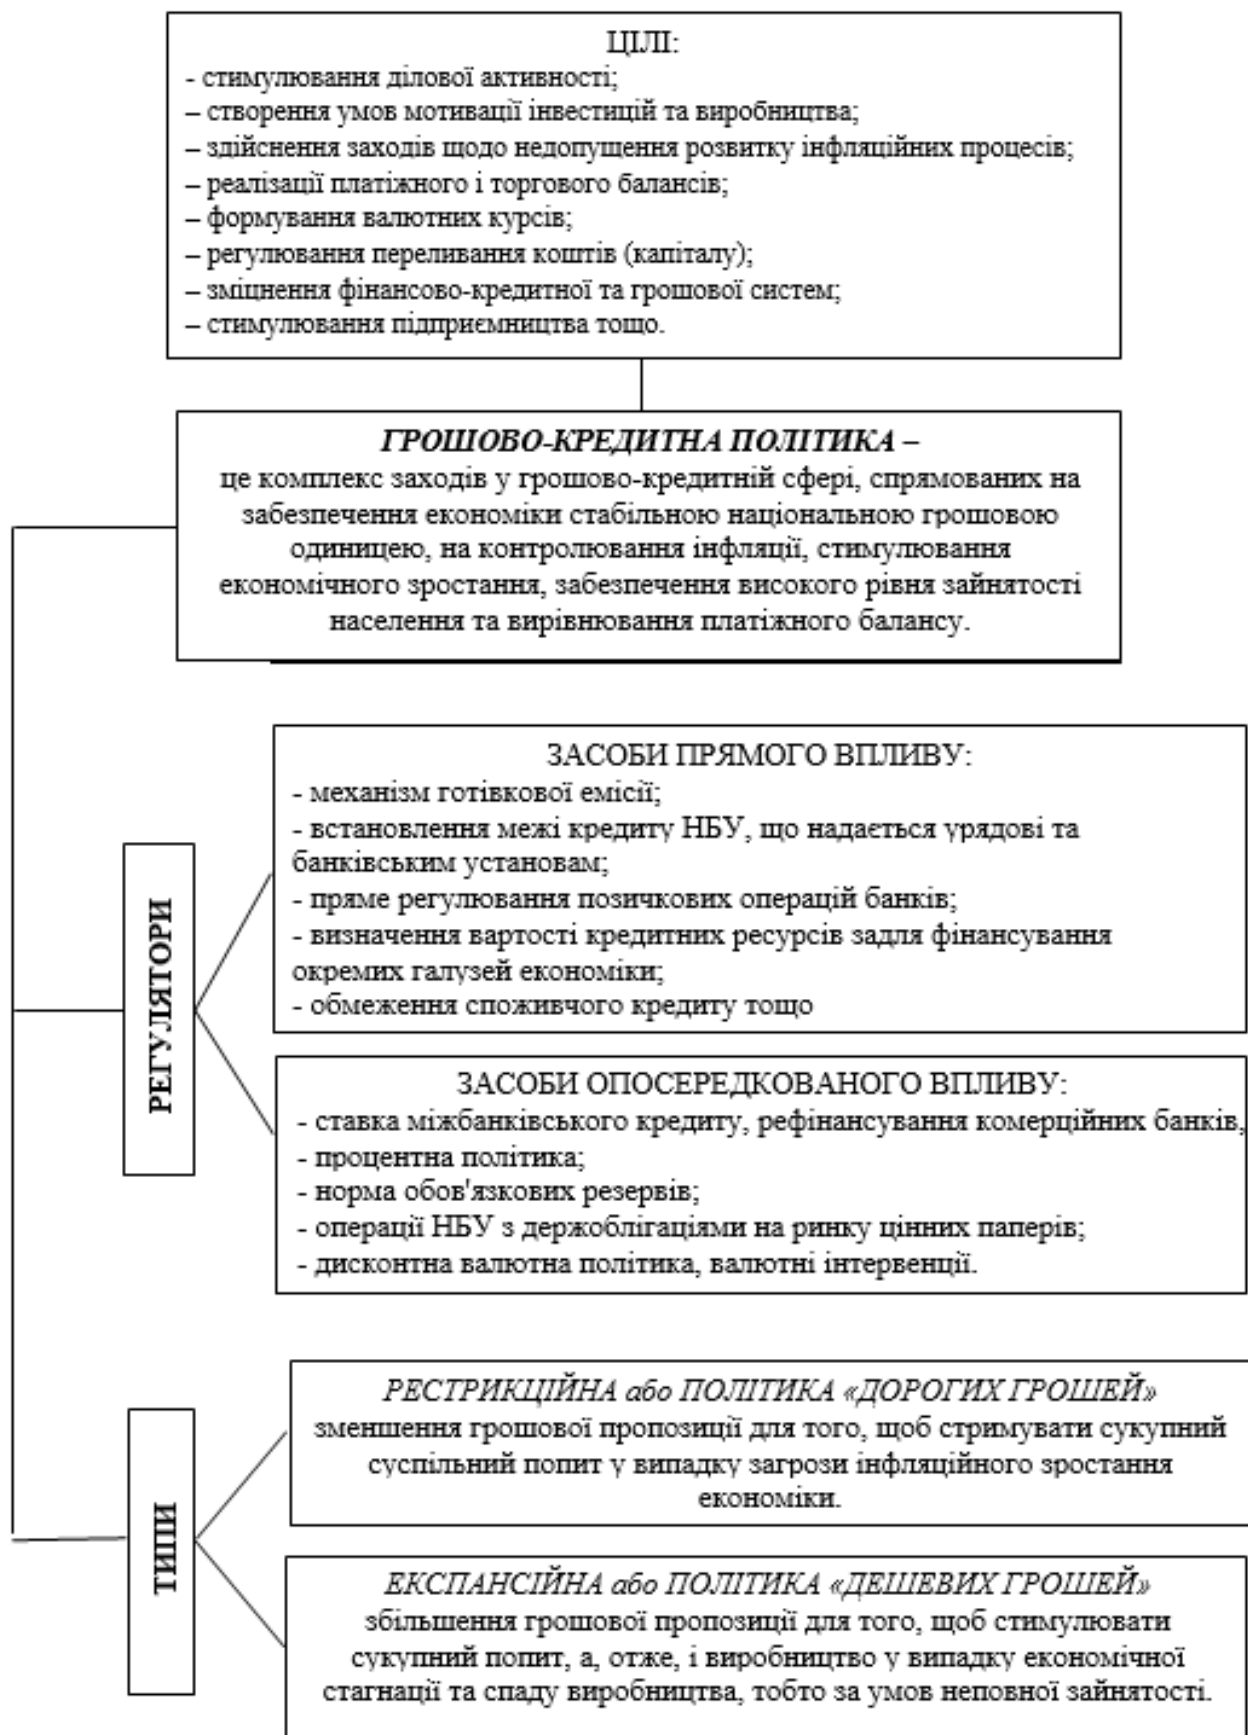 ЦІЛІ:
- стимулювання ділової активності;
– створення умов мотивації інвестицій та виробництва;
– здійснення заходів щодо недопущення розвитку інфляційних процесів;
– реалізації платіжного і торгового балансів;
– формування валютних курсів;
– регулювання переливання коштів (капіталу);
– зміцнення фінансово-кредитної та грошової систем;
– стимулювання підприємництва тощо.
ГРОШОВО-КРЕДИТНА ПОЛІТИКА –
це комплекс заходів у грошово-кредитній сфері, спрямованих на
забезпечення економіки стабільною національною грошовою
одиницею, на контролювання інфляції, стимулювання
економічного зростання, забезпечення високого рівня зайнятості
населення та вирівнювання платіжного балансу.
РЕГУЛЯТОРИ
ЗАСОБИ ПРЯМОГО ВПЛИВУ:
- механізм готівкової емісії;
- встановлення межі кредиту НБУ, що надається урядові та
банківським установам;
- пряме регулювання позичкових операцій банків;
- визначення вартості кредитних ресурсів задля фінансування
окремих галузей економіки;
- обмеження споживчого кредиту тощо
ЗАСОБИ ОПОСЕРЕДКОВАНОГО ВПЛИВУ:
- ставка міжбанківського кредиту, рефінансування комерційних банків,
- процентна політика;
- норма обов'язкових резервів;
- операції НБУ з держоблігаціями на ринку цінних паперів;
- дисконтна валютна політика, валютні інтервенції.
ТИПИ
РЕСТРИКЦІЙНА або ПОЛІТИКА «ДОРОГИХ ГРОШЕЙ»
зменшення грошової пропозиції для того, щоб стримувати сукупний
суспільний попит у випадку загрози інфляційного зростання
економіки.
ЕКСПАНСІЙНА або ПОЛІТИКА «ДЕШЕВИХ ГРОШЕЙ»
збільшення грошової пропозиції для того, щоб стимулювати
сукупний попит, а, отже, і виробництво у випадку економічної
стагнації та спаду виробництва, тобто за умов неповної зайнятості.